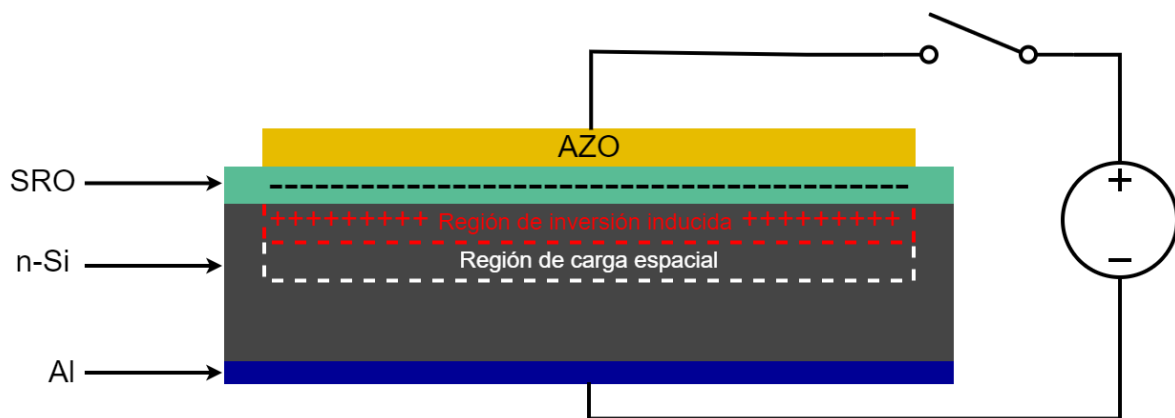 AZO
SRO
+++++++++ Región de inversión inducida +++++++++
n-Si
Región de carga espacial
Al
+
−